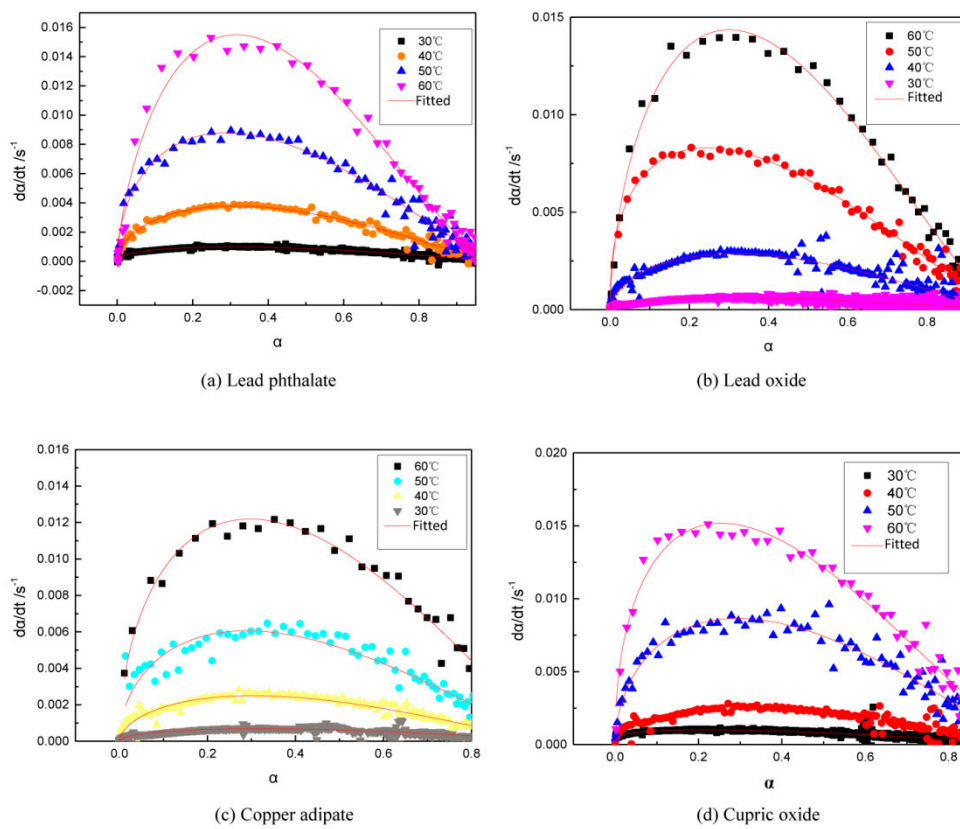 (a)
0.016
0.014
0.012
0.010
0.008
0.006
0.004
0.002
0.000
-0.002
dα/dt /s⁻¹
30℃
40℃
50℃
60℃
Fitted
0.0 0.2 0.4 0.6 0.8
α
(a) Lead phthalate
(b)
0.015
0.010
0.005
0.000
dα/dt /s⁻¹
60℃
50℃
40℃
30℃
Fitted
0.0 0.2 0.4 0.6 0.8
α
(b) Lead oxide
0.016
0.014
0.012
0.010
0.008
0.006
0.004
0.002
0.000
dα/dt /s⁻¹
60℃
50℃
40℃
30℃
Fitted
0.0 0.2 0.4 0.6 0.8
α
(c) Copper adipate
0.020
0.015
0.010
0.005
0.000
dα/dt /s⁻¹
30℃
40℃
50℃
60℃
Fitted
0.0 0.2 0.4 0.6 0.8
α
(d) Cupric oxide